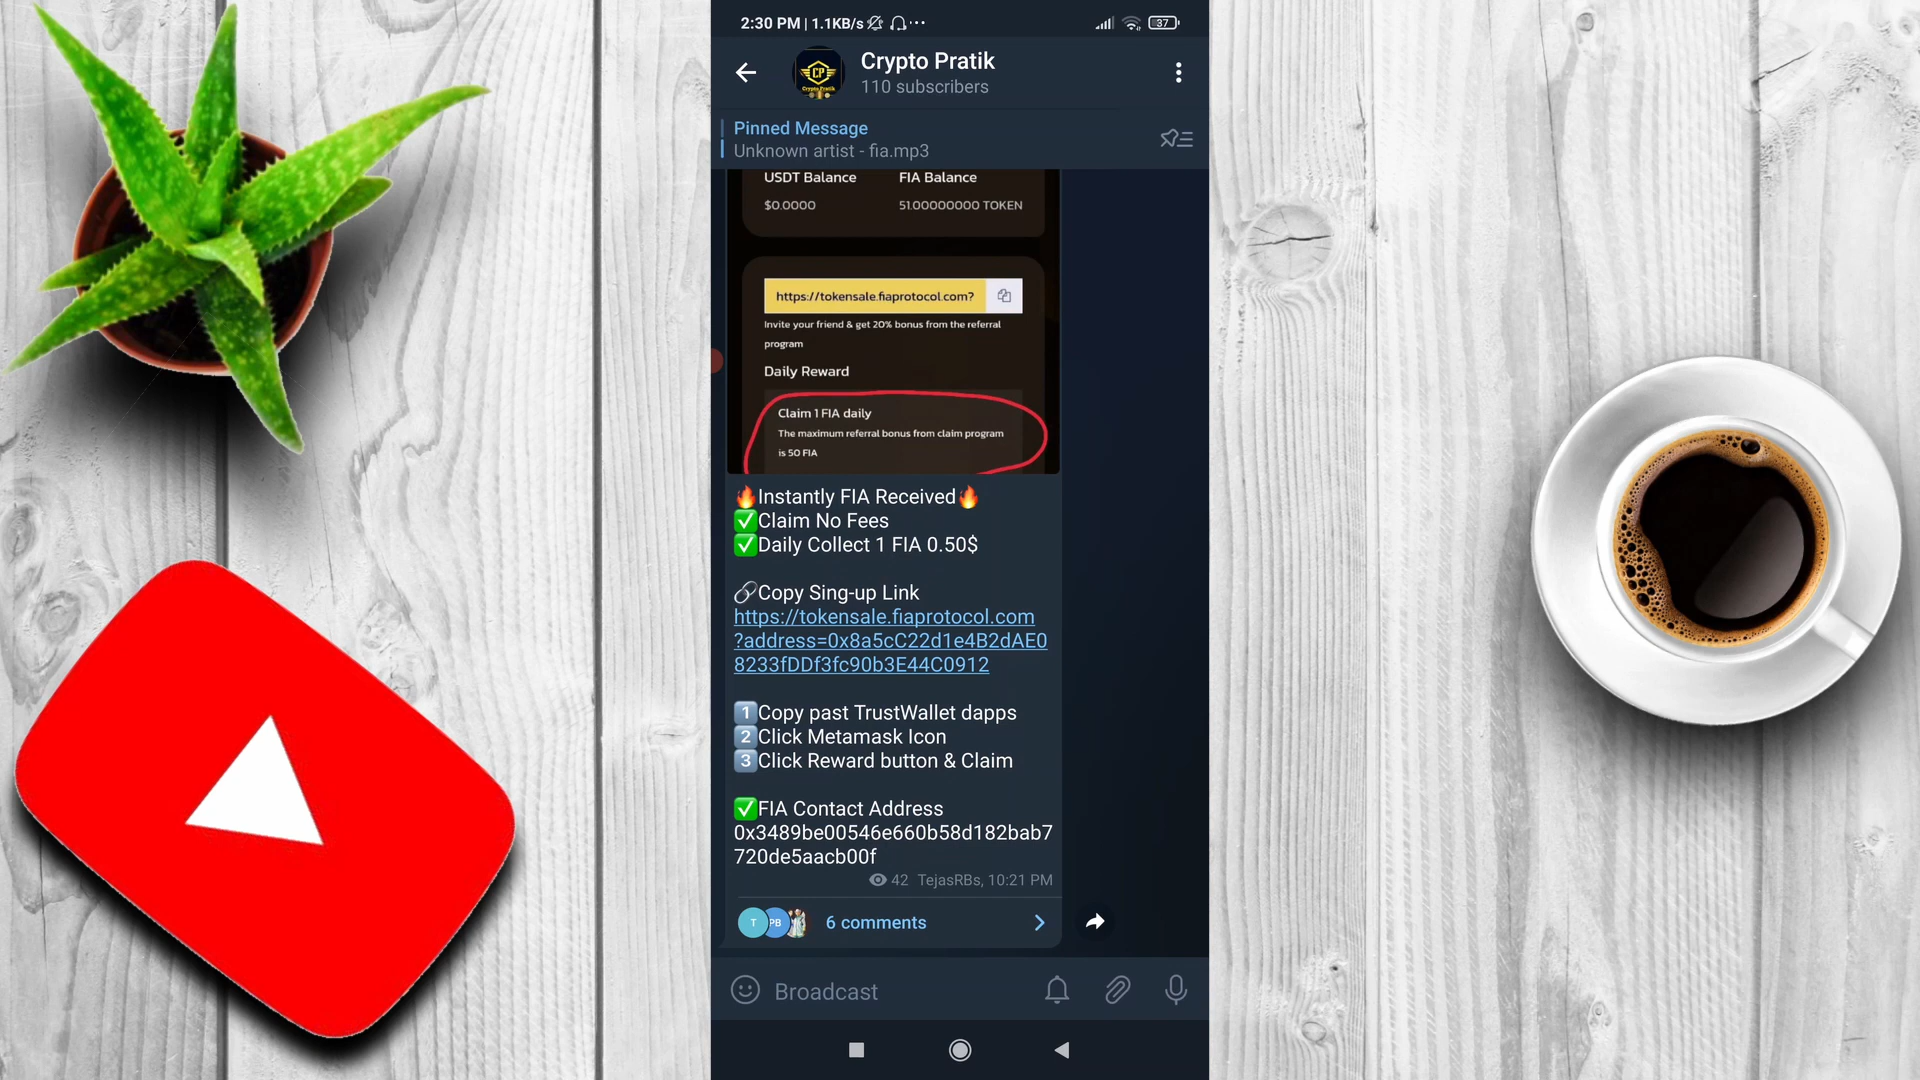 2:30 PM | 1.1KB/s ...
37
Crypto Pratik
110 subscribers
CP
Crypto Pratik
Pinned Message
Unknown artist - fia.mp3
USDT Balance FIA Balance
$0.0000 51.00000000 TOKEN
https://tokensale.fiaprotocol.com?
Invite your friend & get 20% bonus from the referral
program
Daily Reward
Claim 1 FIA daily
The maximum referral bonus from claim program
is 50 FIA
🔥Instantly FIA Received🔥
✅Claim No Fees
✅Daily Collect 1 FIA 0.50$
🔗Copy Sing-up Link
https://tokensale.fiaprotocol.com
?address=0x8a5cC22d1e4B2dAE0
8233fDDf3fc90b3E44C0912
1️⃣Copy past TrustWallet dapps
2️⃣Click Metamask Icon
3️⃣Click Reward button & Claim
✅FIA Contact Address
0x3489be00546e660b58d182bab7
720de5aacb00f
42 TejasRBs, 10:21 PM
T PB 6 comments
Broadcast